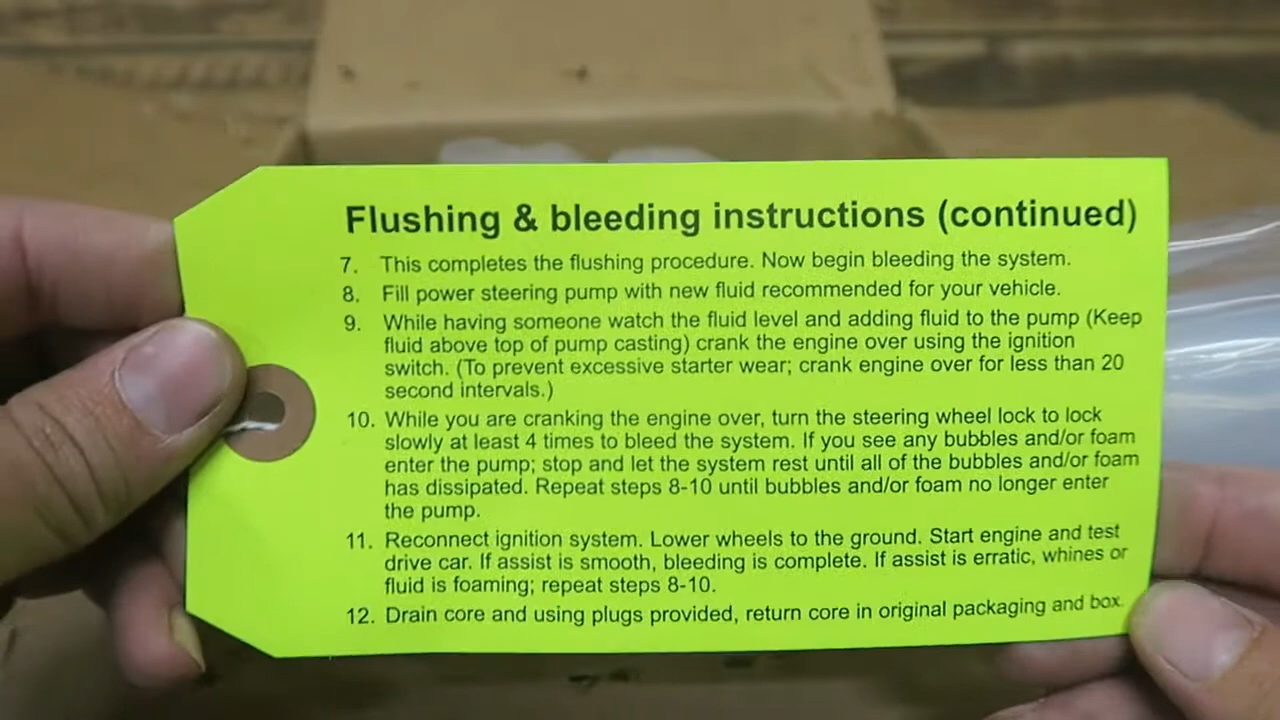 Flushing & bleeding instructions (continued)
7. This completes the flushing procedure. Now begin bleeding the system.
8. Fill power steering pump with new fluid recommended for your vehicle.
9. While having someone watch the fluid level and adding fluid to the pump (Keep
fluid above top of pump casting) crank the engine over using the ignition
switch. (To prevent excessive starter wear; crank engine over for less than 20
second intervals.)
10. While you are cranking the engine over, turn the steering wheel lock to lock
slowly at least 4 times to bleed the system. If you see any bubbles and/or foam
enter the pump; stop and let the system rest until all of the bubbles and/or foam
has dissipated. Repeat steps 8-10 until bubbles and/or foam no longer enter
the pump.
11. Reconnect ignition system. Lower wheels to the ground. Start engine and test
drive car. If assist is smooth, bleeding is complete. If assist is erratic, whines or
fluid is foaming; repeat steps 8-10.
12. Drain core and using plugs provided, return core in original packaging and box.